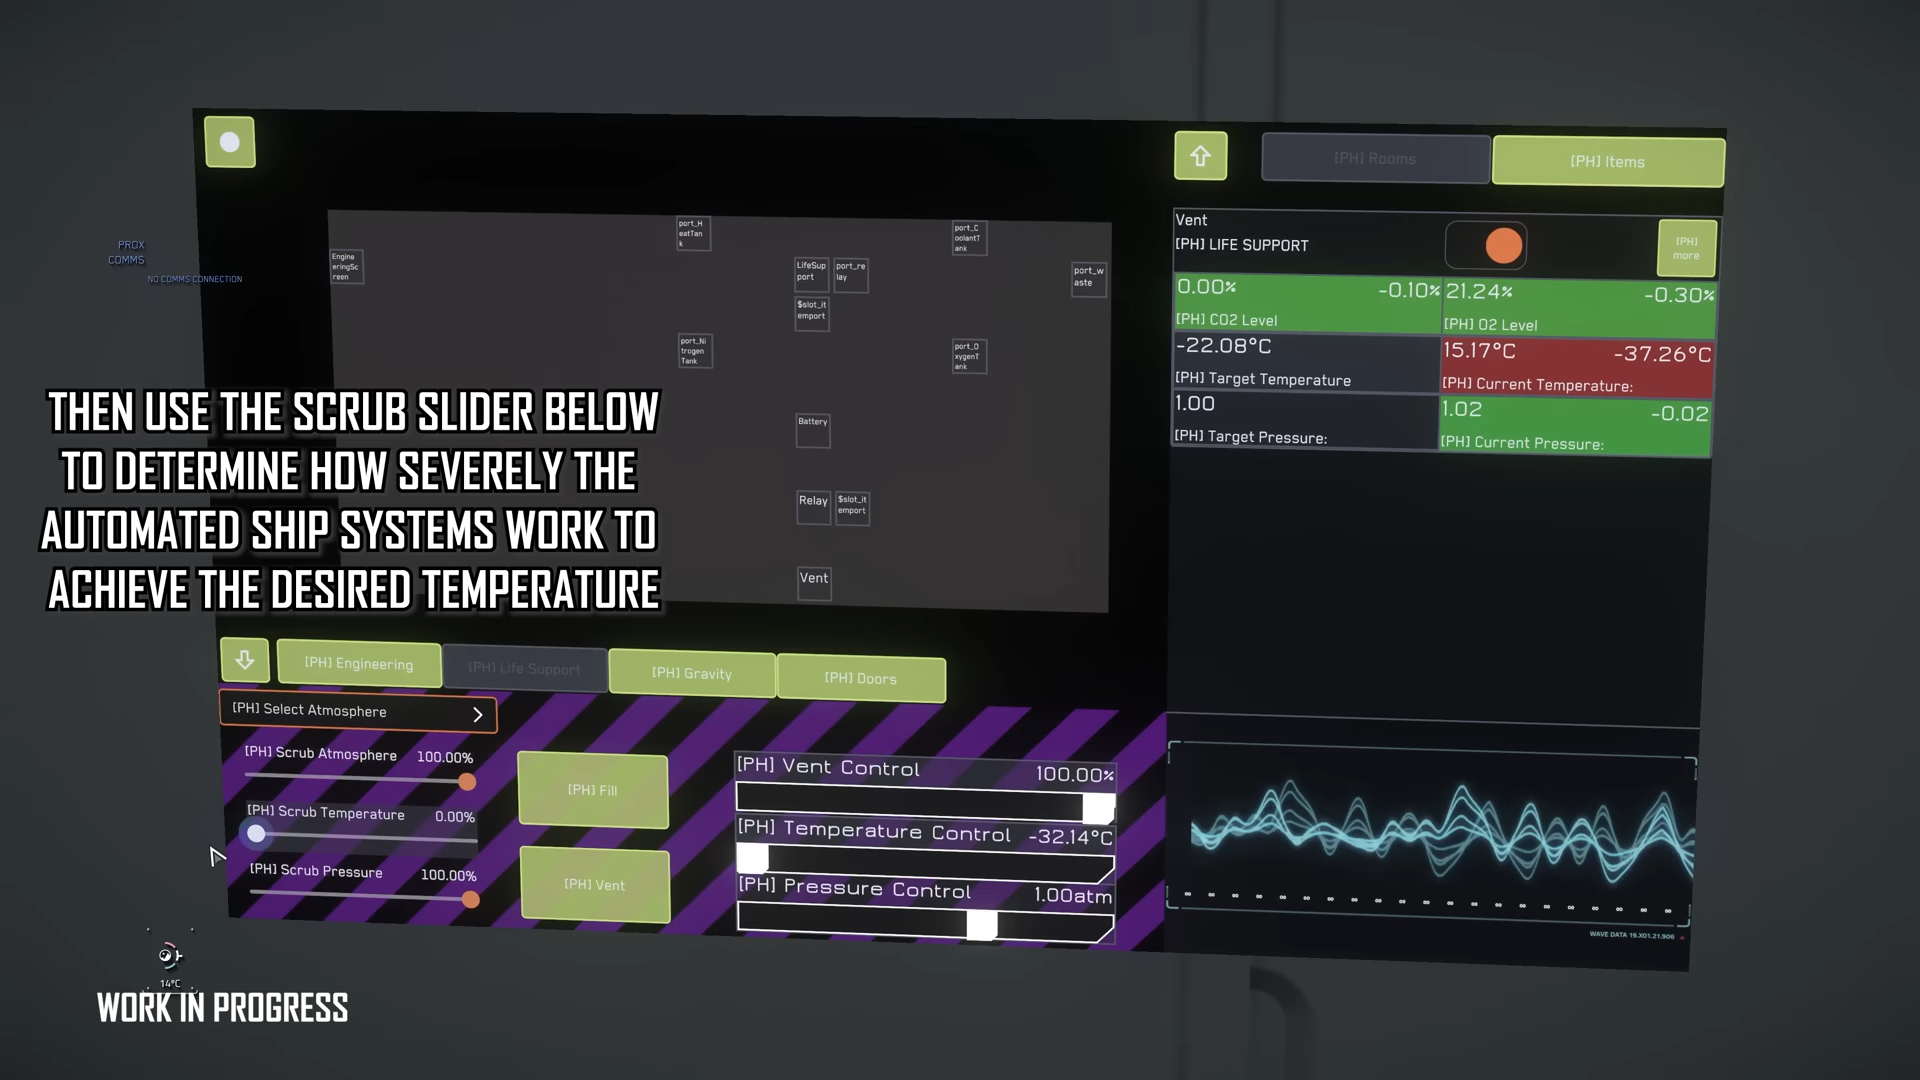 [PH] Rooms
[PH] Items
PROX
COMMS
NO COMMS CONNECTION
Engine
eringSc
reen
port_H
eatTan
k
port_C
oolantT
ank
LifeSup
port
port_re
lay
port_w
aste
$slot_it
emport
port_Ni
trogen
Tank
port_O
xygenT
ank
Battery
Relay
$slot_it
emport
Vent
Vent
[PH] LIFE SUPPORT
[PH]
more
0.00%
-0.10%
21.24%
-0.30%
[PH] CO2 Level
[PH] O2 Level
-22.08°C
15.17°C
-37.26°C
[PH] Target Temperature
[PH] Current Temperature:
1.00
1.02
-0.02
[PH] Target Pressure:
[PH] Current Pressure:
THEN USE THE SCRUB SLIDER BELOW
TO DETERMINE HOW SEVERELY THE
AUTOMATED SHIP SYSTEMS WORK TO
ACHIEVE THE DESIRED TEMPERATURE
[PH] Engineering
[PH] Life Support
[PH] Gravity
[PH] Doors
[PH] Select Atmosphere
[PH] Scrub Atmosphere 100.00%
[PH] Scrub Temperature 0.00%
[PH] Scrub Pressure 100.00%
[PH] Fill
[PH] Vent
[PH] Vent Control 100.00%
[PH] Temperature Control -32.14°C
[PH] Pressure Control 1.00atm
WAVE DATA 19.X01.21.906
14°C
WORK IN PROGRESS